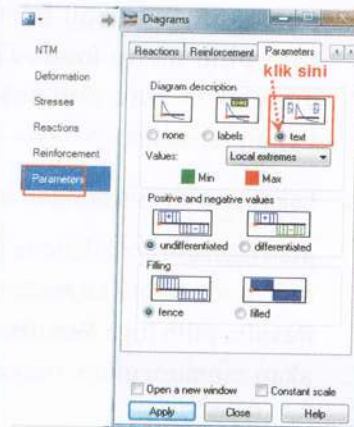 Diagrams
NTM
Deformation
Stresses
Reactions
Reinforcement
Parameters
Reactions Reinforcement Parameters
klik sini
Diagram description
none labels text
Values: Local extremes
Min Max
Positive and negative values
undifferentiated differentiated
Filling
fence filled
Open a new window Constant scale
Apply Close Help